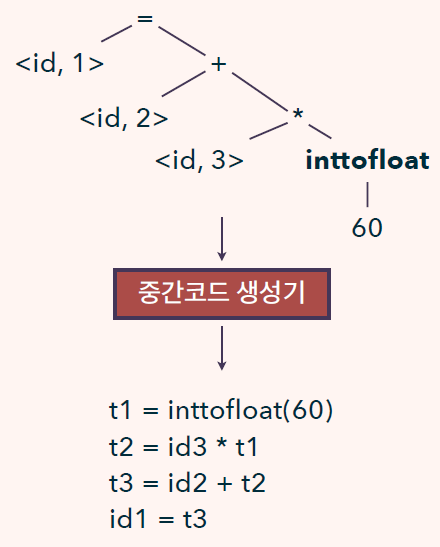 =
<id, 1>
+
<id, 2>
*
<id, 3>
inttofloat
60
중간코드 생성기
t1 = inttofloat(60)
t2 = id3 * t1
t3 = id2 + t2
id1 = t3